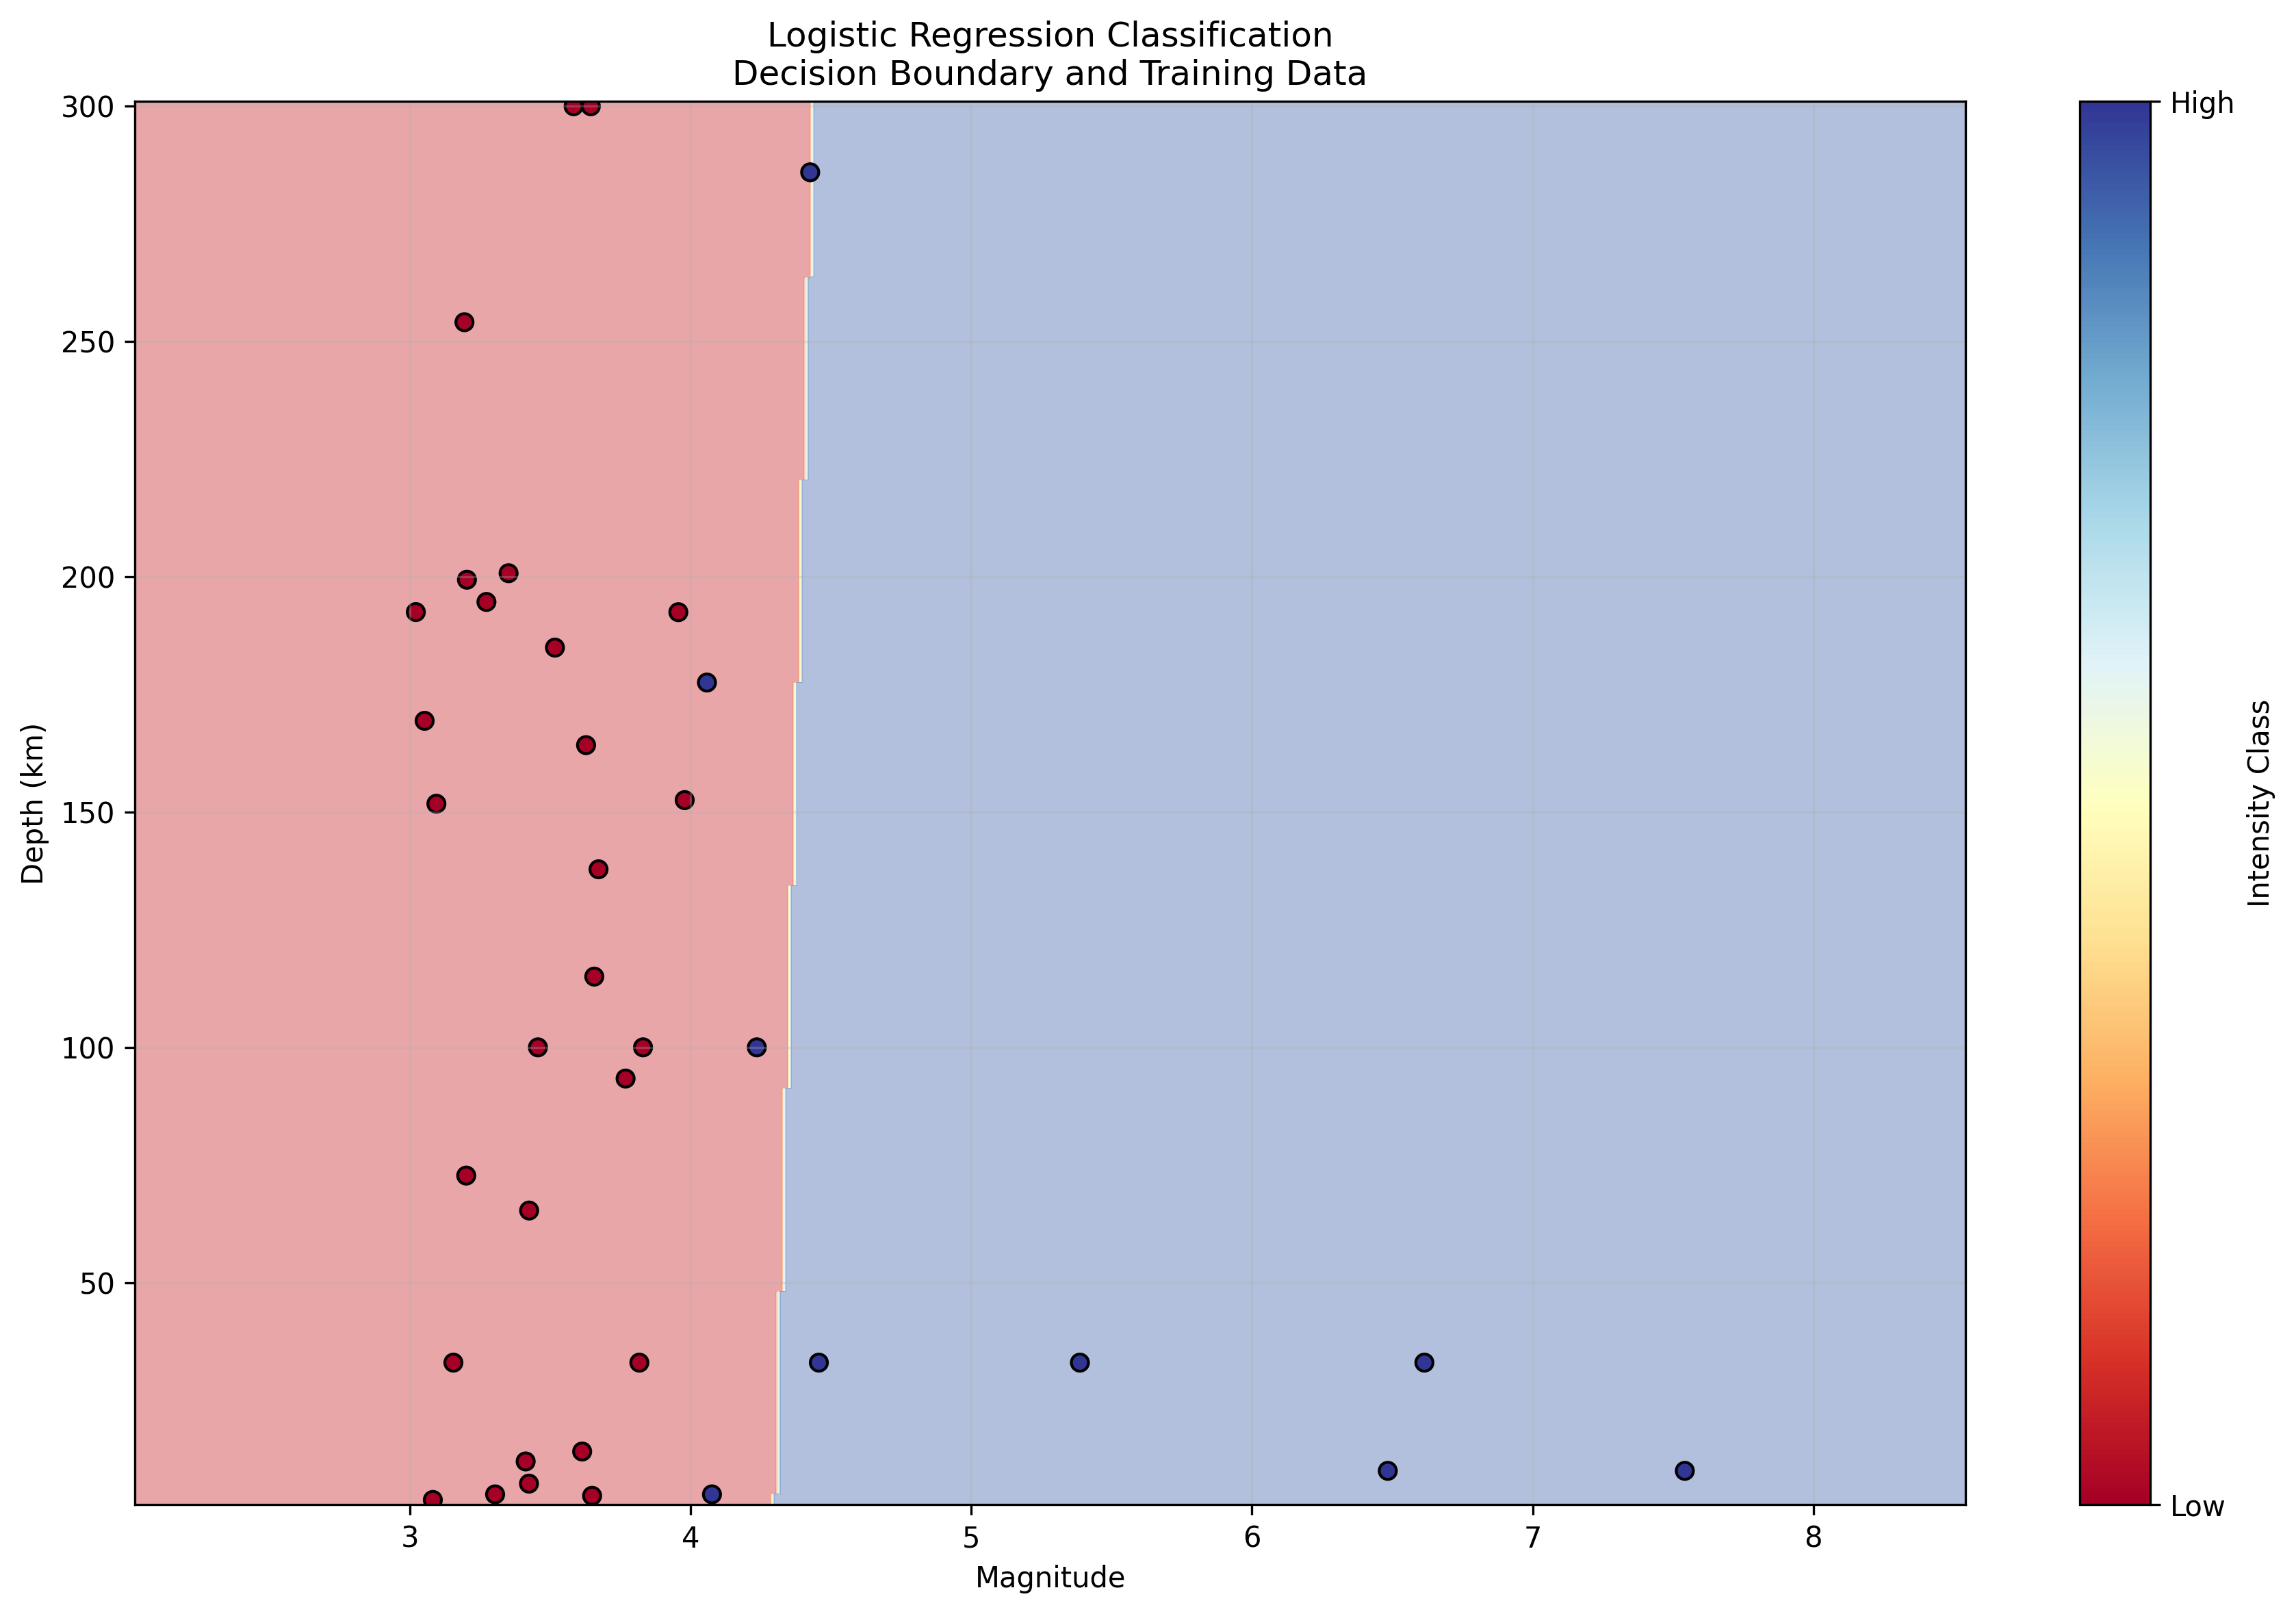 Logistic Regression Classification
Decision Boundary and Training Data
300
250
200
150
100
50
Depth (km)
3
4
5
6
7
8
Magnitude
High
Low
Intensity Class